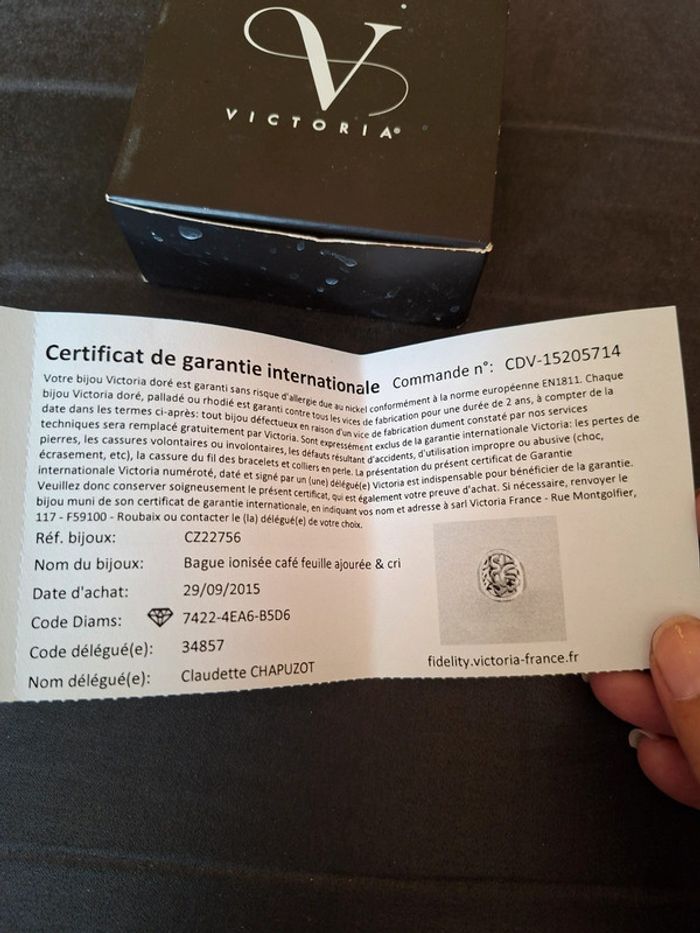 V
VICTORIA®
Certificat de garantie internationale
Commande n°: CDV-15205714
Votre bijou Victoria doré est garanti sans risque d'allergie due au nickel conformément à la norme européenne EN1811. Chaque
bijou Victoria doré, palladé ou rhodié est garanti contre tous les vices de fabrication pour une durée de 2 ans, à compter de la
date dans les termes ci-après: tout bijou défectueux en raison d'un vice de fabrication dument constaté par nos services
techniques sera remplacé gratuitement par Victoria. Sont expressément exclus de la garantie internationale Victoria: les pertes de
pierres, les cassures volontaires ou involontaires, les défauts résultant d'accidents, d'utilisation impropre ou abusive (choc,
écrasement, etc), la cassure du fil des bracelets et colliers en perle. La présentation du présent certificat de Garantie
internationale Victoria numéroté, daté et signé par un (une) délégué(e) Victoria est indispensable pour bénéficier de la garantie.
Veuillez donc conserver soigneusement le présent certificat, qui est également votre preuve d'achat. Si nécessaire, renvoyer le
bijou muni de son certificat de garantie internationale, en indiquant vos nom et adresse à sarl Victoria France - Rue Montgolfier,
117 - F59100 - Roubaix ou contacter le (la) délégué(e) de votre choix.
Réf. bijoux: CZ22756
Nom du bijoux: Bague ionisée café feuille ajourée & cri
Date d'achat: 29/09/2015
Code Diams: 7422-4EA6-B5D6
Code délégué(e): 34857
Nom délégué(e): Claudette CHAPUZOT
fidelity.victoria-france.fr